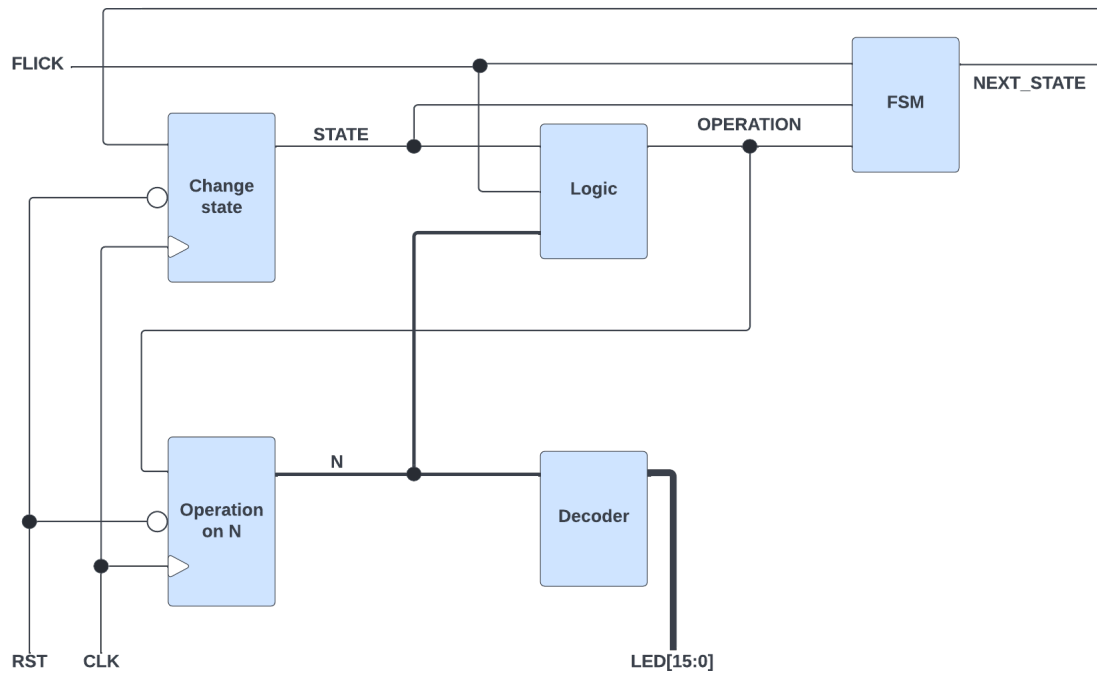 FLICK
NEXT_STATE
FSM
OPERATION
STATE
Change
state
Logic
N
Operation
on N
Decoder
RST
CLK
LED[15:0]